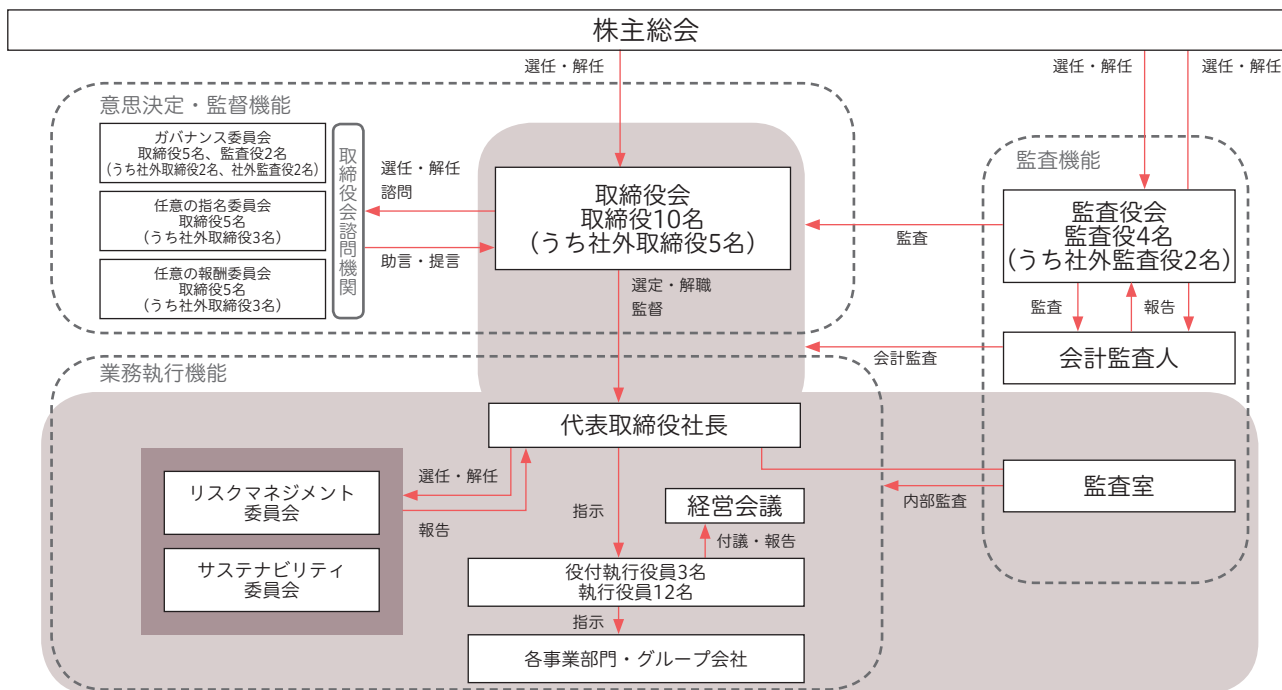 株主総会
選任・解任
選任・解任
選任・解任
意思決定・監督機能
ガバナンス委員会
取締役5名、監査役2名
(うち社外取締役2名、社外監査役2名)
任意の指名委員会
取締役5名
(うち社外取締役3名)
任意の報酬委員会
取締役5名
(うち社外取締役3名)
取締役会諮問機関
選任・解任
諮問
助言・提言
取締役会
取締役10名
(うち社外取締役5名)
選定・解職
監督
監査
監査機能
監査役会
監査役4名
(うち社外監査役2名)
監査
報告
会計監査
会計監査人
業務執行機能
代表取締役社長
リスクマネジメント
委員会
サステナビリティ
委員会
選任・解任
報告
指示
経営会議
付議・報告
役付執行役員3名
執行役員12名
指示
各事業部門・グループ会社
内部監査
監査室